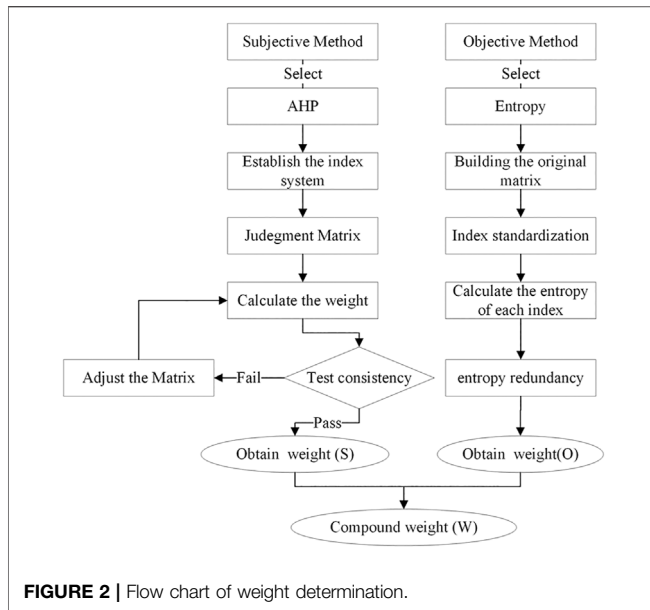 Subjective Method
Objective Method
Select
Select
AHP
Entropy
Establish the index
system
Building the original
matrix
Judegment Matrix
Index standardization
Calculate the weight
Calculate the entropy
of each index
Adjust the Matrix
Fail
Test consistency
entropy redundancy
Pass
Obtain weight (S)
Obtain weight(O)
Compound weight (W)
FIGURE 2 | Flow chart of weight determination.